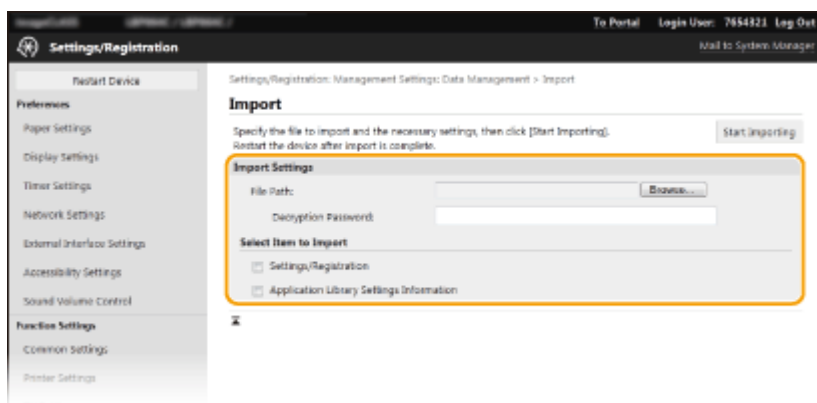 To Portal Login User: 7654321 Log Out
Settings/Registration
Mail to System Manager
Restart Device
Preferences
Paper Settings
Display Settings
Timer Settings
Network Settings
External Interface Settings
Accessibility Settings
Sound Volume Control
Function Settings
Common Settings
Printer Settings
Settings/Registration: Management Settings: Data Management > Import
Import
Specify the file to import and the necessary settings, then click [Start Importing].
Restart the device after import is complete.
Start Importing
Import Settings
File Path:
Browse...
Decryption Password:
Select Item to Import
Settings/Registration
Application Library Settings Information